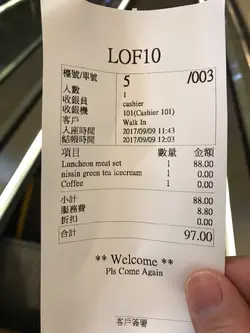 LOF10
檯號/單號 5 /003
人數 1
收銀員 cashier
收銀機 101(Cashier 101)
客戶 Walk In
入座時間 2017/09/09 11:43
結帳時間 2017/09/09 12:03
項目 數量 金額
Luncheon meat set 1 88.00
nissin green tea icecream 1 0.00
Coffee 1 0.00
小計 88.00
服務費 8.80
折扣 0.00
合計 97.00
** Welcome **
Pls Come Again
客戶簽署